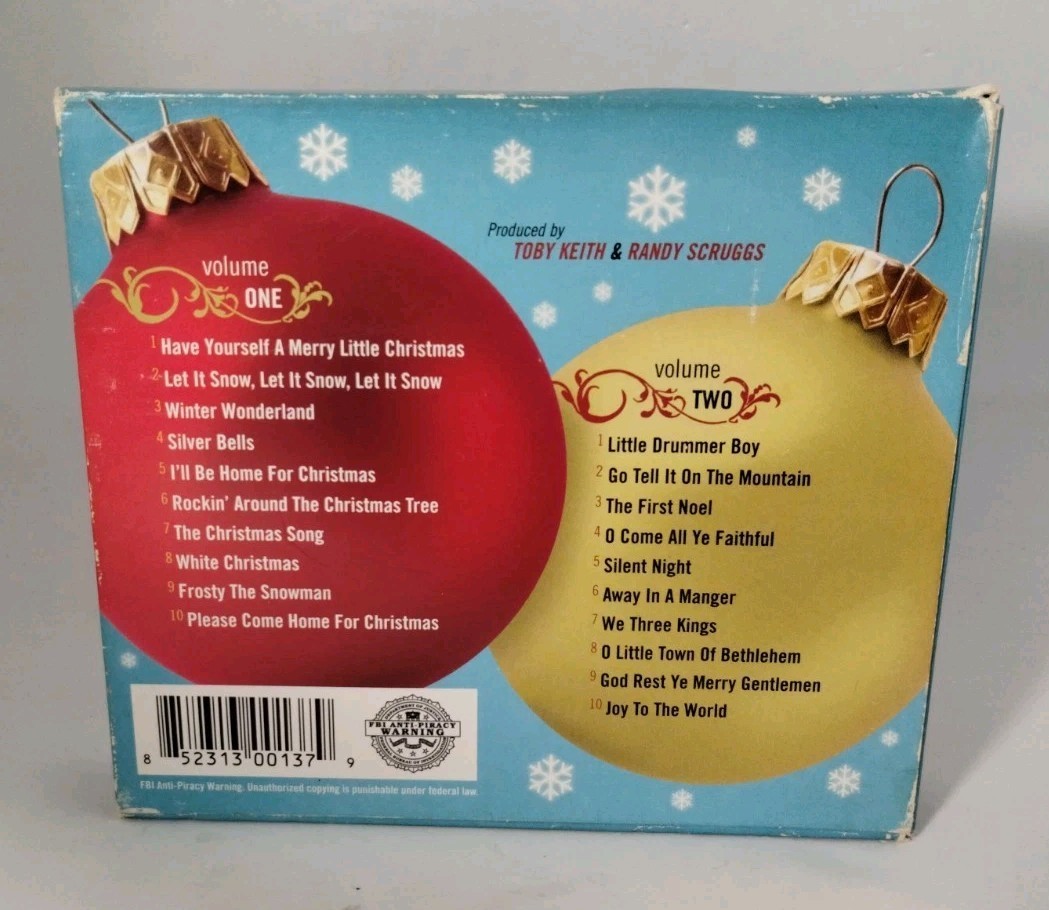 Produced by
TOBY KEITH & RANDY SCRUGGS
volume
ONE
1 Have Yourself A Merry Little Christmas
2 Let It Snow, Let It Snow, Let It Snow
3 Winter Wonderland
4 Silver Bells
5 I'll Be Home For Christmas
6 Rockin' Around The Christmas Tree
7 The Christmas Song
8 White Christmas
9 Frosty The Snowman
10 Please Come Home For Christmas
volume
TWO
1 Little Drummer Boy
2 Go Tell It On The Mountain
3 The First Noel
4 O Come All Ye Faithful
5 Silent Night
6 Away In A Manger
7 We Three Kings
8 O Little Town Of Bethlehem
9 God Rest Ye Merry Gentlemen
10 Joy To The World
8 52313 00137 9
FBI ANTI-PIRACY
WARNING
FBI Anti-Piracy Warning. Unauthorized copying is punishable under federal law.